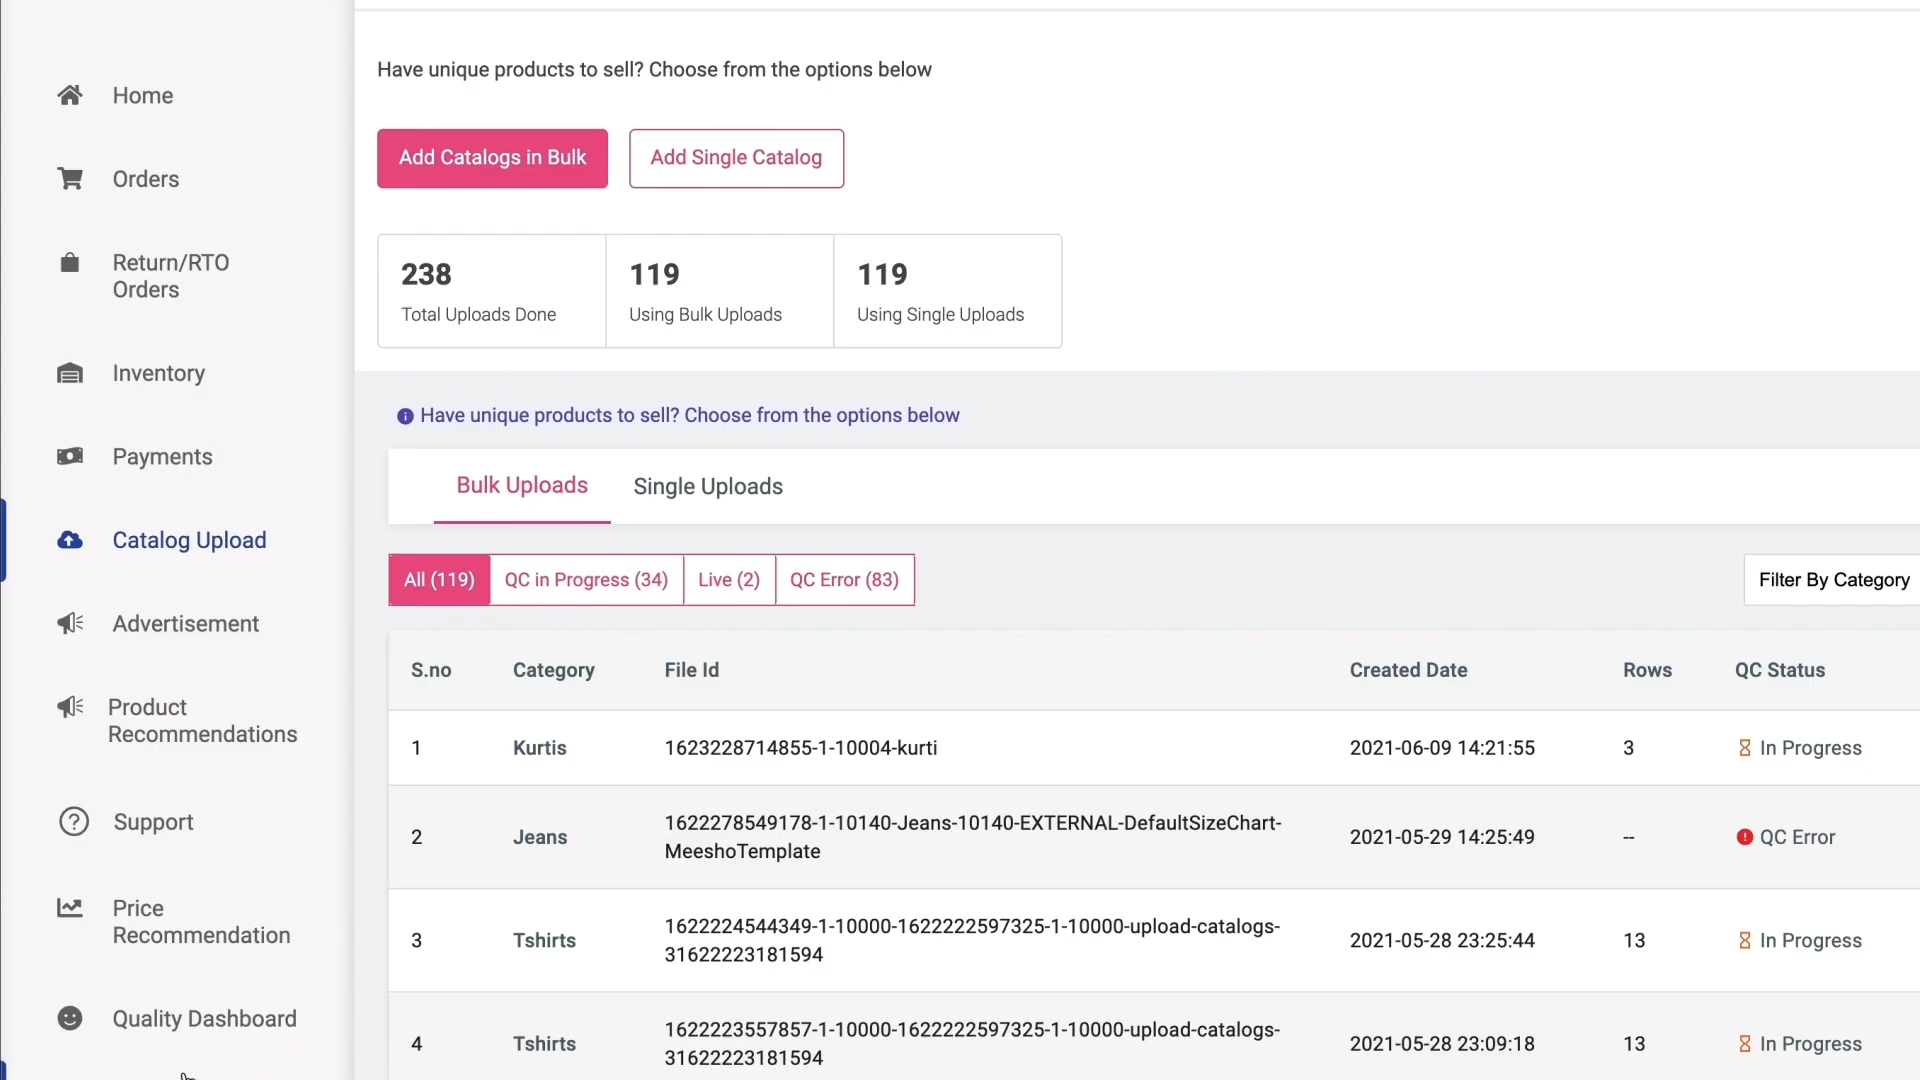 Home
Orders
Return/RTO
Orders
Inventory
Payments
Catalog Upload
Advertisement
Product
Recommendations
Support
Price
Recommendation
Quality Dashboard
Have unique products to sell? Choose from the options below
Add Catalogs in Bulk
Add Single Catalog
238
Total Uploads Done
119
Using Bulk Uploads
119
Using Single Uploads
Have unique products to sell? Choose from the options below
Bulk Uploads
Single Uploads
All (119)
QC in Progress (34)
Live (2)
QC Error (83)
Filter By Category
S.no Category File Id Created Date Rows QC Status
1 Kurtis 1623228714855-1-10004-kurti 2021-06-09 14:21:55 3 In Progress
2 Jeans 1622278549178-1-10140-Jeans-10140-EXTERNAL-DefaultSizeChart-
MeeshoTemplate 2021-05-29 14:25:49 -- QC Error
3 Tshirts 1622224544349-1-10000-1622222597325-1-10000-upload-catalogs-
31622223181594 2021-05-28 23:25:44 13 In Progress
4 Tshirts 1622223557857-1-10000-1622222597325-1-10000-upload-catalogs-
31622223181594 2021-05-28 23:09:18 13 In Progress